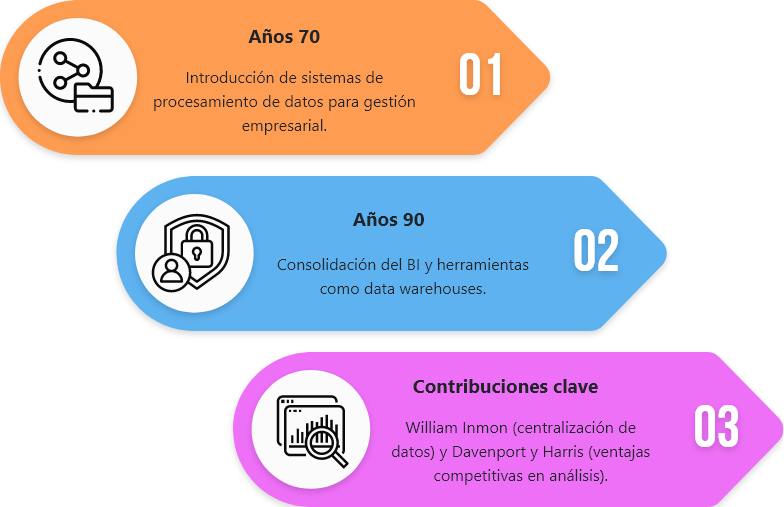 Años 70
Introducción de sistemas de
procesamiento de datos para gestión
empresarial.
01
Años 90
Consolidación del BI y herramientas
como data warehouses.
02
Contribuciones clave
William Inmon (centralización de
datos) y Davenport y Harris (ventajas
competitivas en análisis).
03